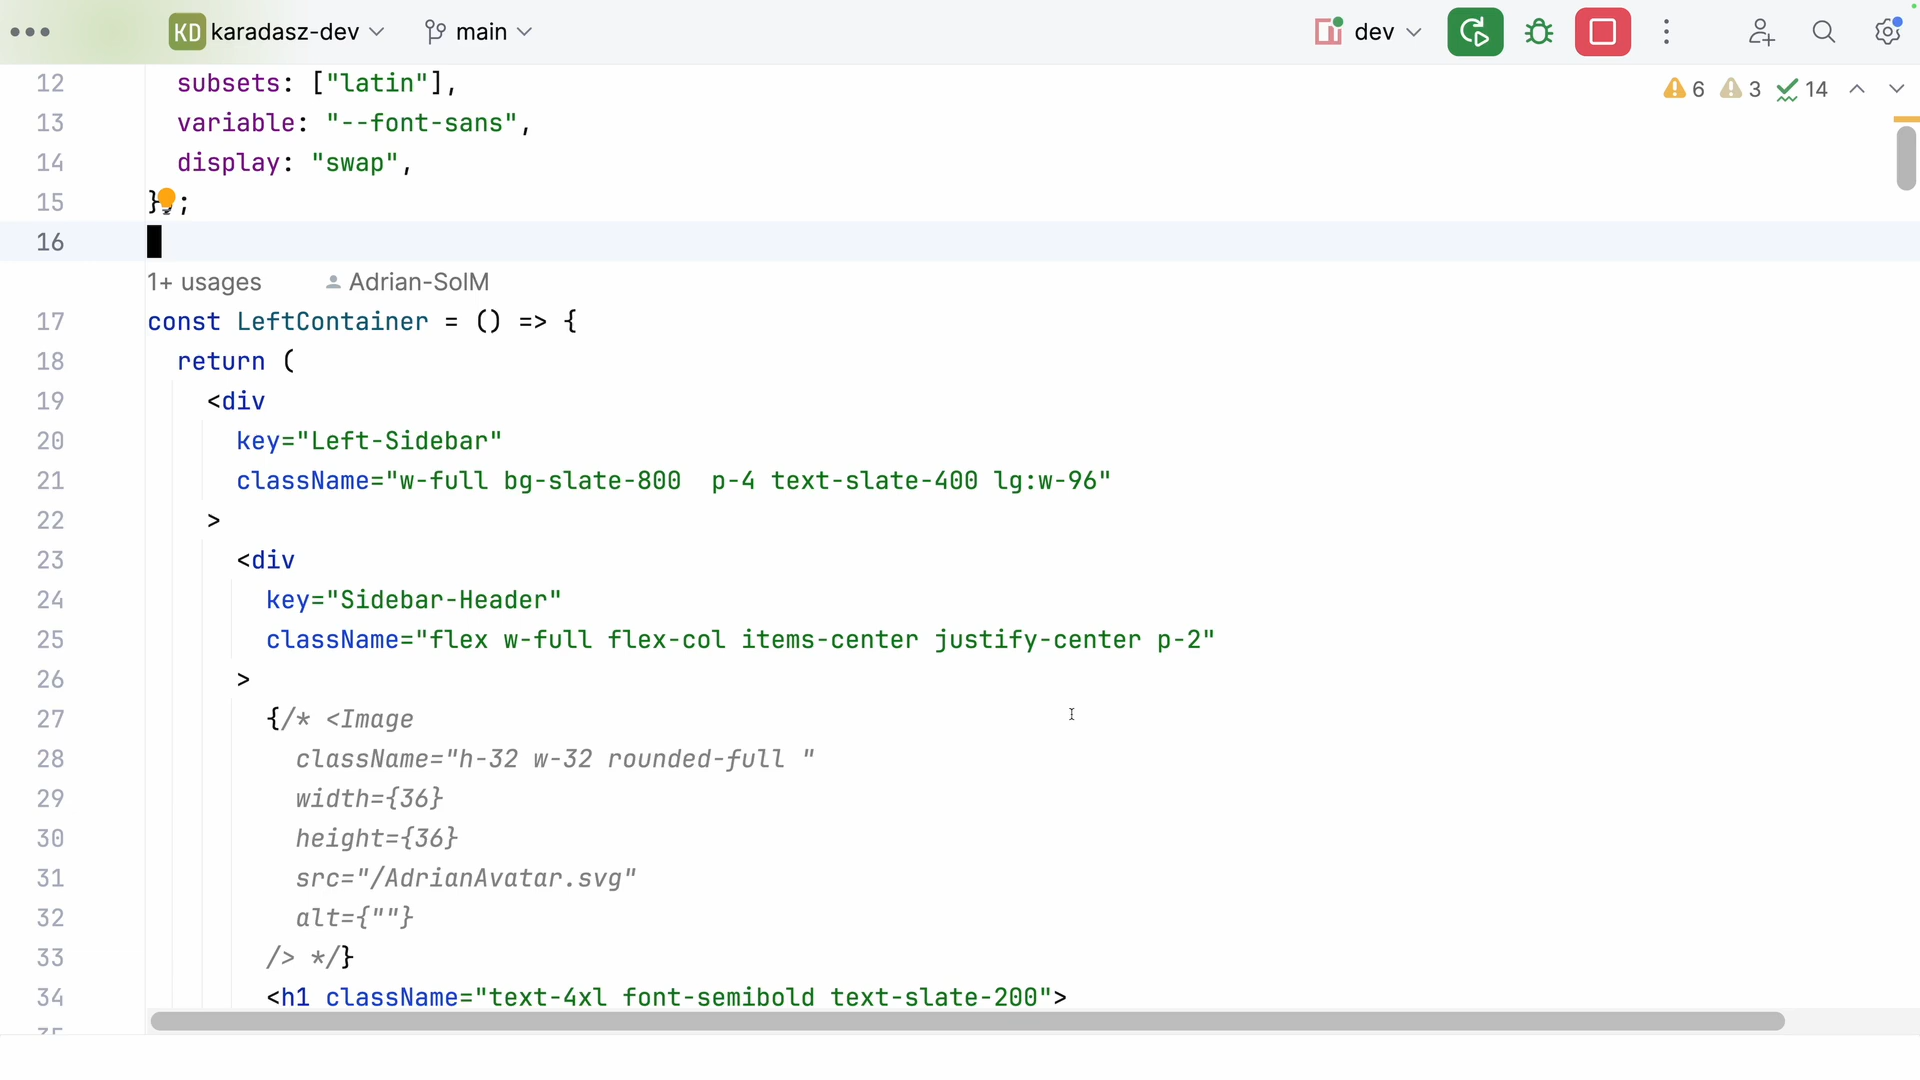 KD karadasz-dev main dev
6 3 14
12 subsets: ["latin"],
13 variable: "--font-sans",
14 display: "swap",
15 } ;
16
1+ usages Adrian-SolM
17 const LeftContainer = () => {
18 return (
19 <div
20 key="Left-Sidebar"
21 className="w-full bg-slate-800  p-4 text-slate-400 lg:w-96"
22 >
23 <div
24 key="Sidebar-Header"
25 className="flex w-full flex-col items-center justify-center p-2"
26 >
27 {/* <Image
28 className="h-32 w-32 rounded-full "
29 width={36}
30 height={36}
31 src="/AdrianAvatar.svg"
32 alt={""}
33 /> */}
34 <h1 className="text-4xl font-semibold text-slate-200">